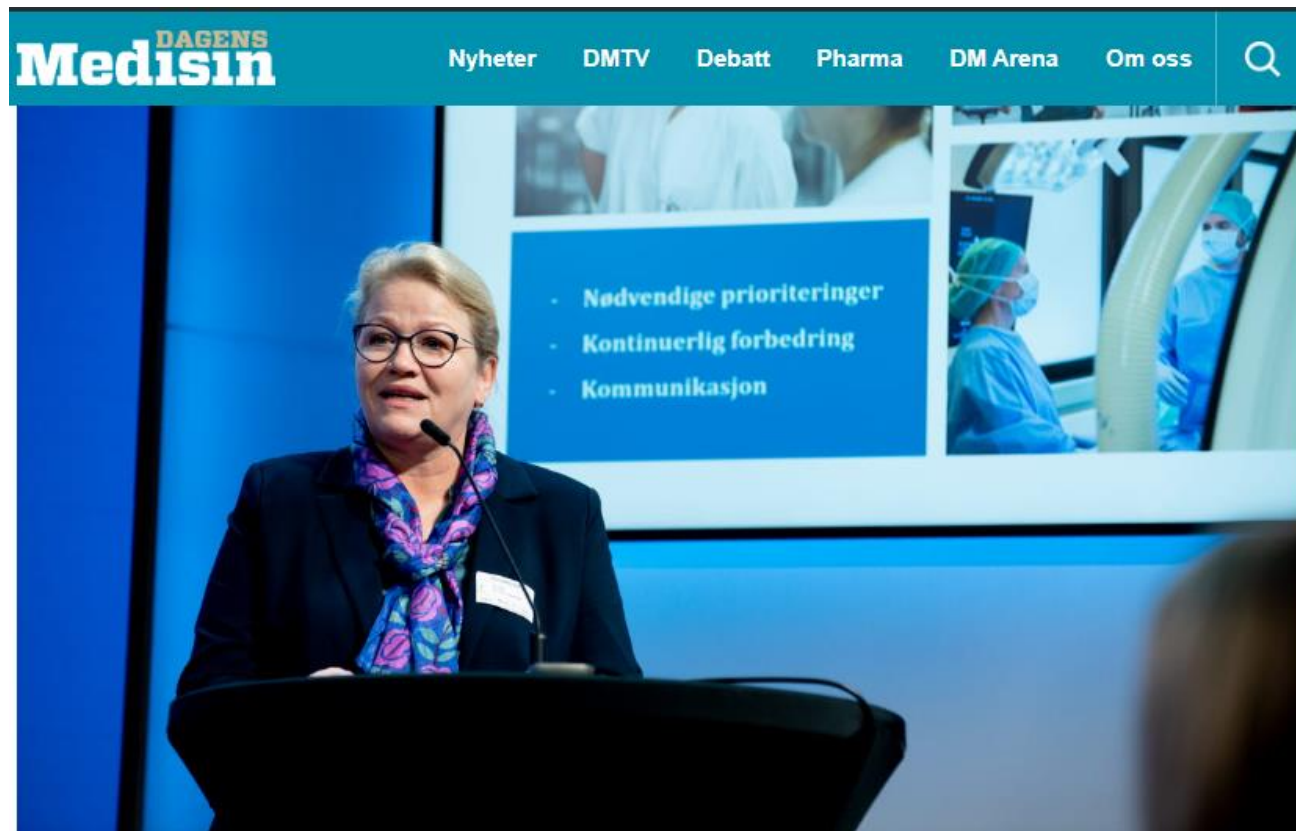 DAGENS
Medisin
Nyheter DMTV Debatt Pharma DM Arena Om oss
- Nødvendige prioriteringer
- Kontinuerlig forbedring
- Kommunikasjon